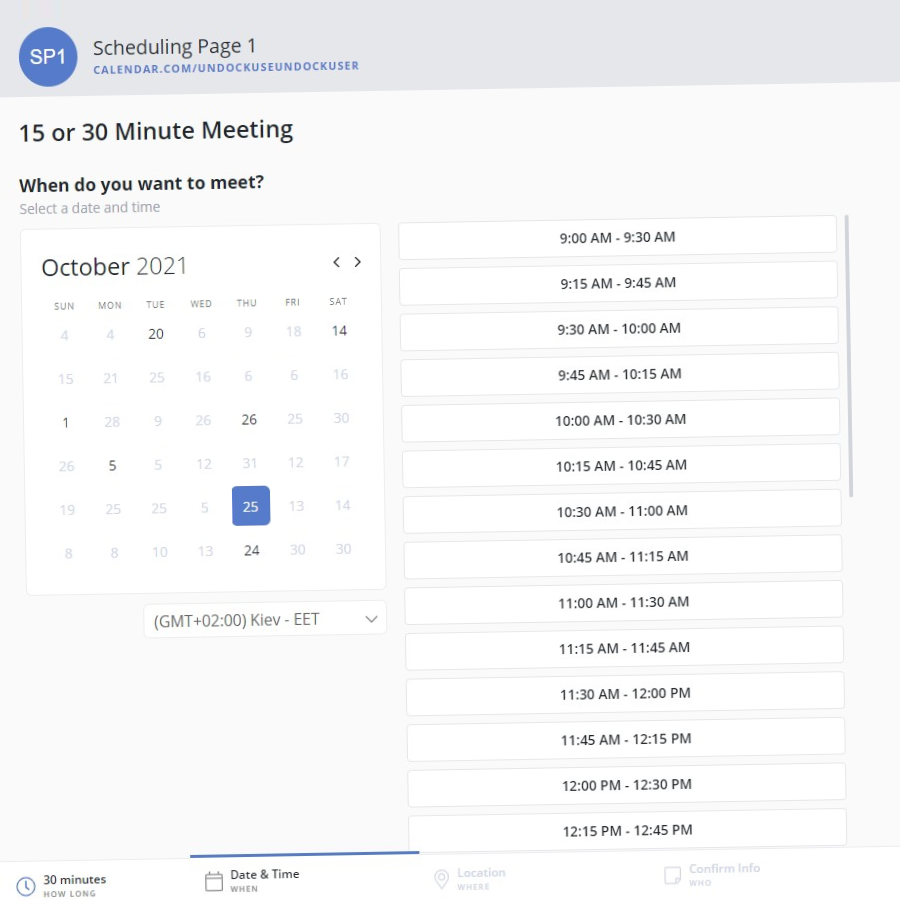 SP1
Scheduling Page 1
CALENDAR.COM/UNDOCKUSEUNDOCKUSER
15 or 30 Minute Meeting
When do you want to meet?
Select a date and time
October 2021
SUN MON TUE WED THU FRI SAT
4 4 20 6 9 18 14
15 21 25 16 6 6 16
1 28 9 26 26 25 30
26 5 5 12 31 12 17
19 25 25 5 25 13 14
8 8 10 13 24 30 30
(GMT+02:00) Kiev - EET
9:00 AM - 9:30 AM
9:15 AM - 9:45 AM
9:30 AM - 10:00 AM
9:45 AM - 10:15 AM
10:00 AM - 10:30 AM
10:15 AM - 10:45 AM
10:30 AM - 11:00 AM
10:45 AM - 11:15 AM
11:00 AM - 11:30 AM
11:15 AM - 11:45 AM
11:30 AM - 12:00 PM
11:45 AM - 12:15 PM
12:00 PM - 12:30 PM
12:15 PM - 12:45 PM
30 minutes
HOW LONG
Date & Time
WHEN
Location
WHERE
Confirm Info
WHO